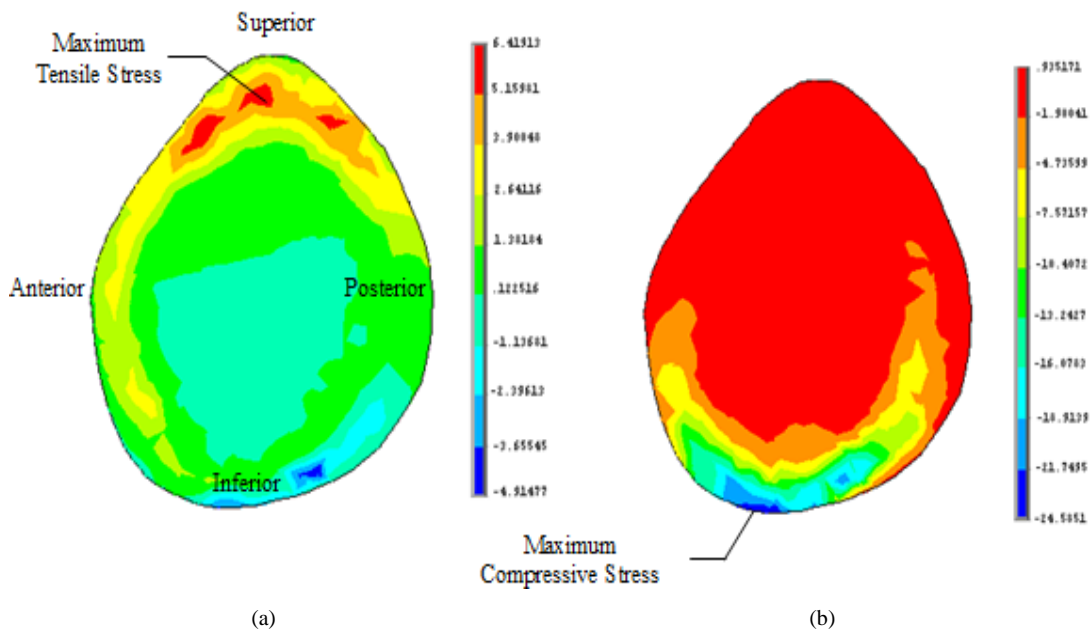 Superior
Maximum
Tensile Stress
Anterior
Posterior
Inferior
6.41913
5.15981
3.90048
2.64116
1.38184
.122516
-1.13681
-2.39613
-3.65545
-4.91477
.935171
-1.90041
-4.73599
-7.57157
-10.4072
-13.2427
-16.0783
-18.9139
-21.7495
-24.5851
Maximum
Compressive Stress
(a)
(b)